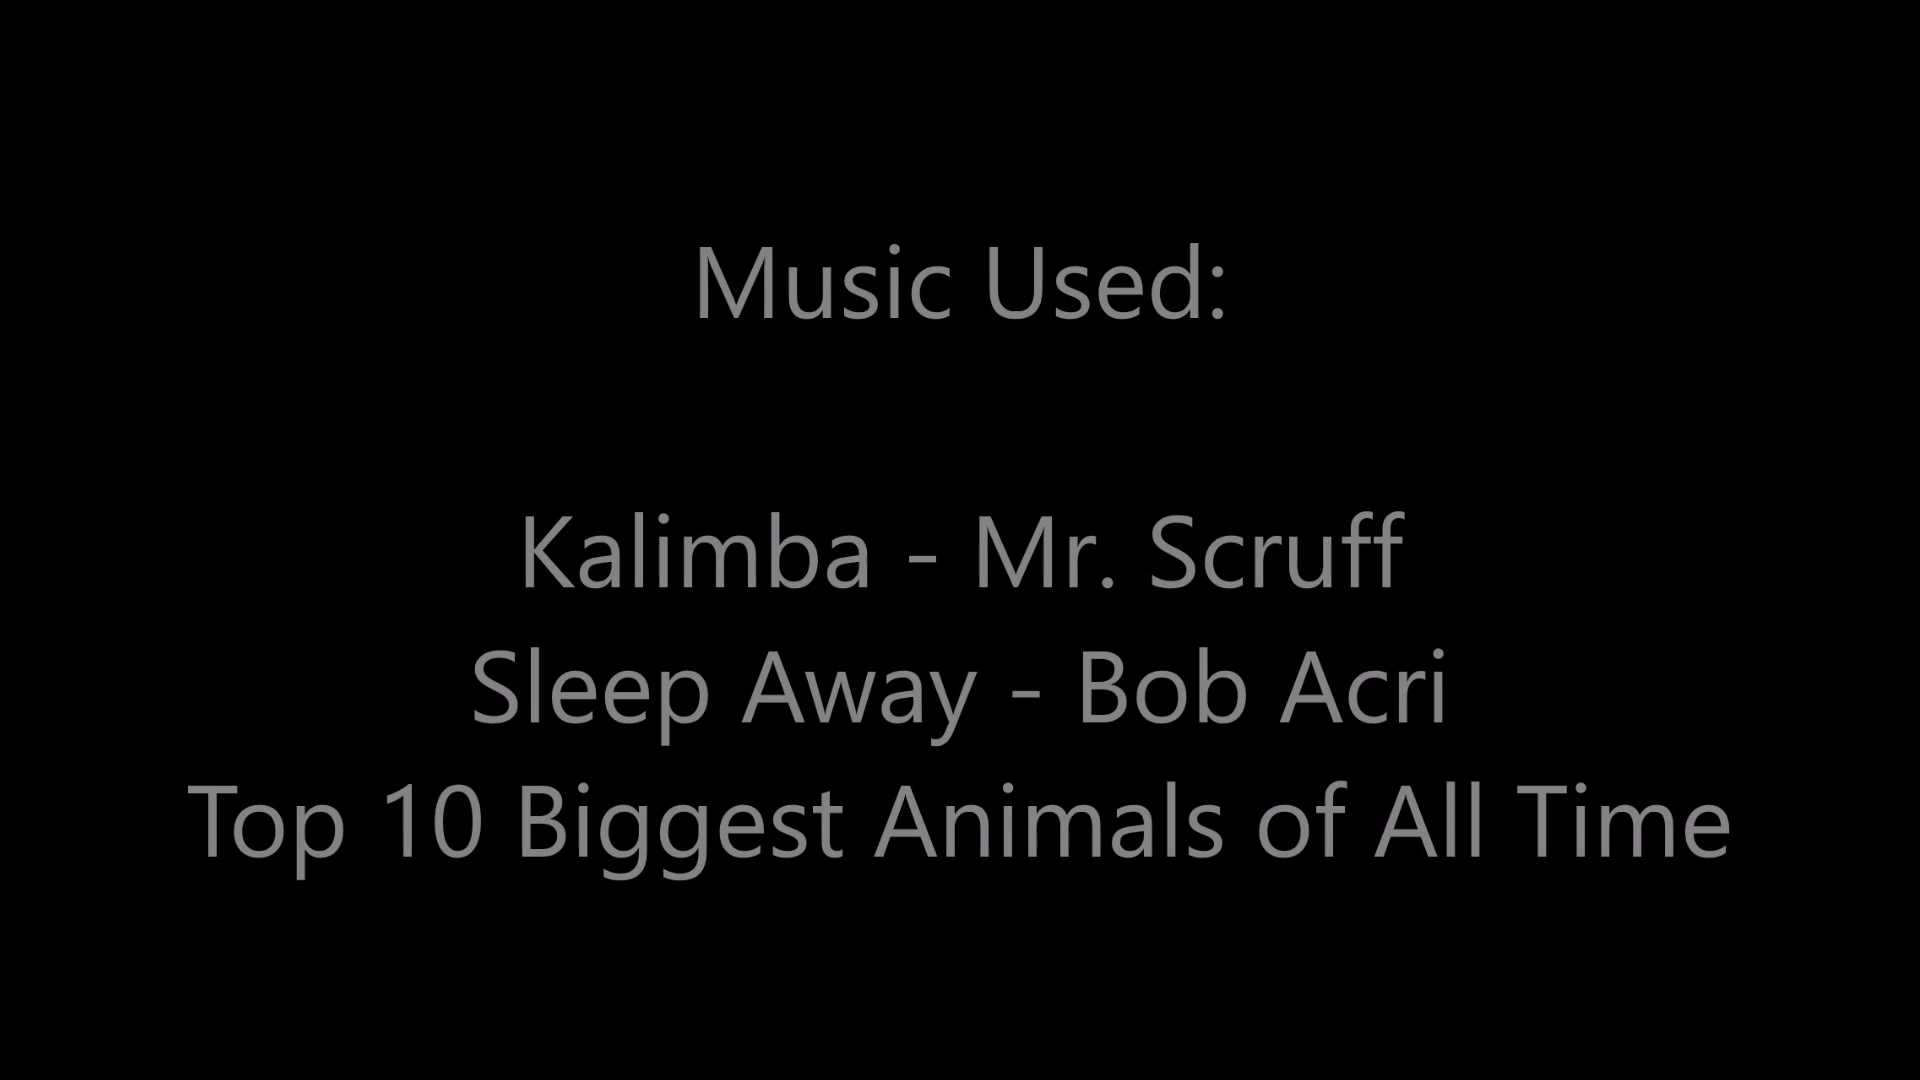 Music Used:
Kalimba - Mr. Scruff
Sleep Away - Bob Acri
Top 10 Biggest Animals of All Time